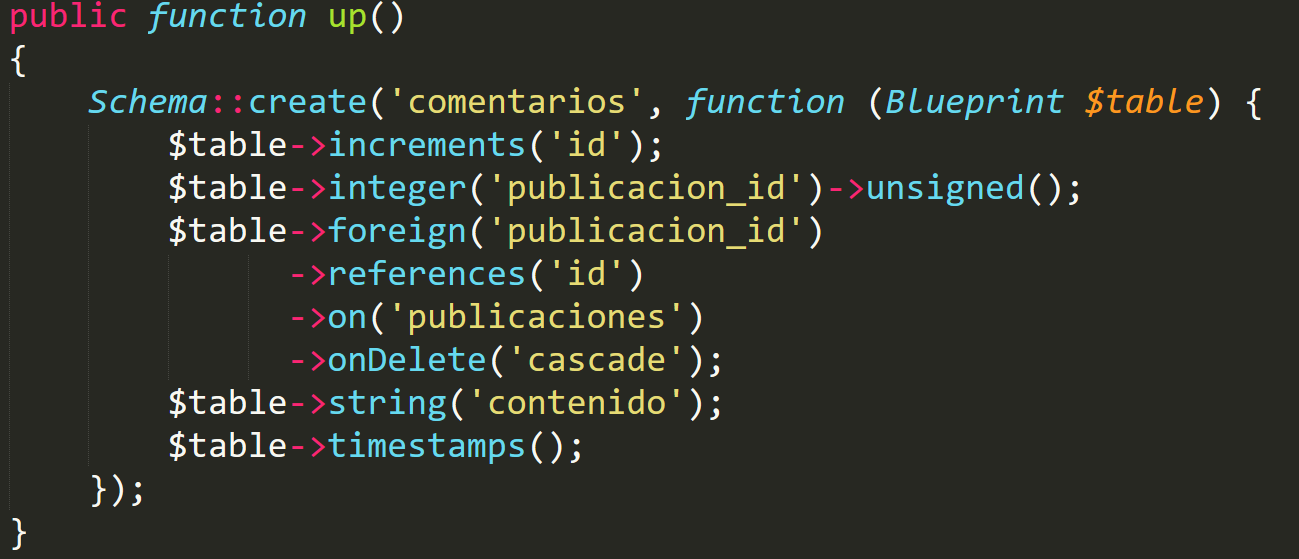 public function up()
{
    Schema::create('comentarios', function (Blueprint $table) {
        $table->increments('id');
        $table->integer('publicacion_id')->unsigned();
        $table->foreign('publicacion_id')
              ->references('id')
              ->on('publicaciones')
              ->onDelete('cascade');
        $table->string('contenido');
        $table->timestamps();
    });
}